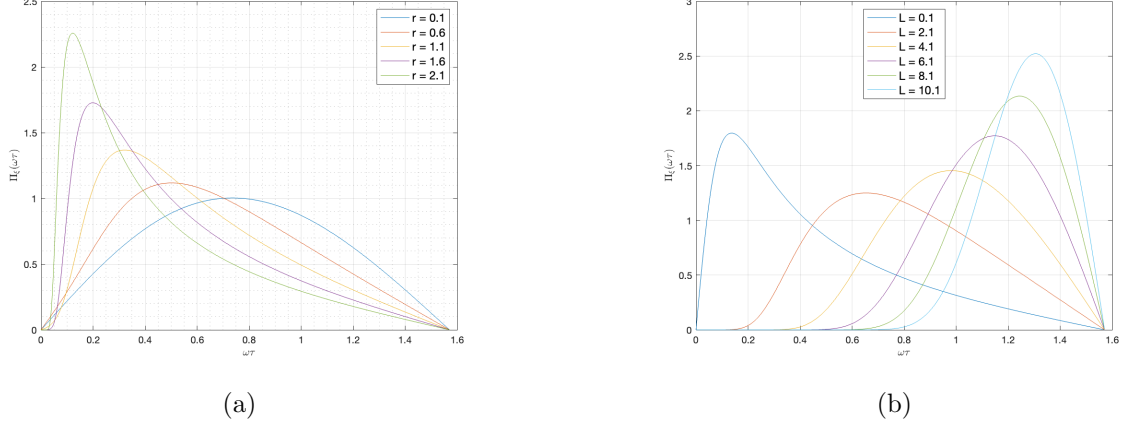 2.5
2
1.5
1
0.5
0
Π_ξ(ωτ)
0 0.2 0.4 0.6 0.8 1 1.2 1.4 1.6
ωτ
r = 0.1
r = 0.6
r = 1.1
r = 1.6
r = 2.1
(a)
3
2.5
2
1.5
1
0.5
0
Π_ξ(ωτ)
0 0.2 0.4 0.6 0.8 1 1.2 1.4 1.6
ωτ
L = 0.1
L = 2.1
L = 4.1
L = 6.1
L = 8.1
L = 10.1
(b)